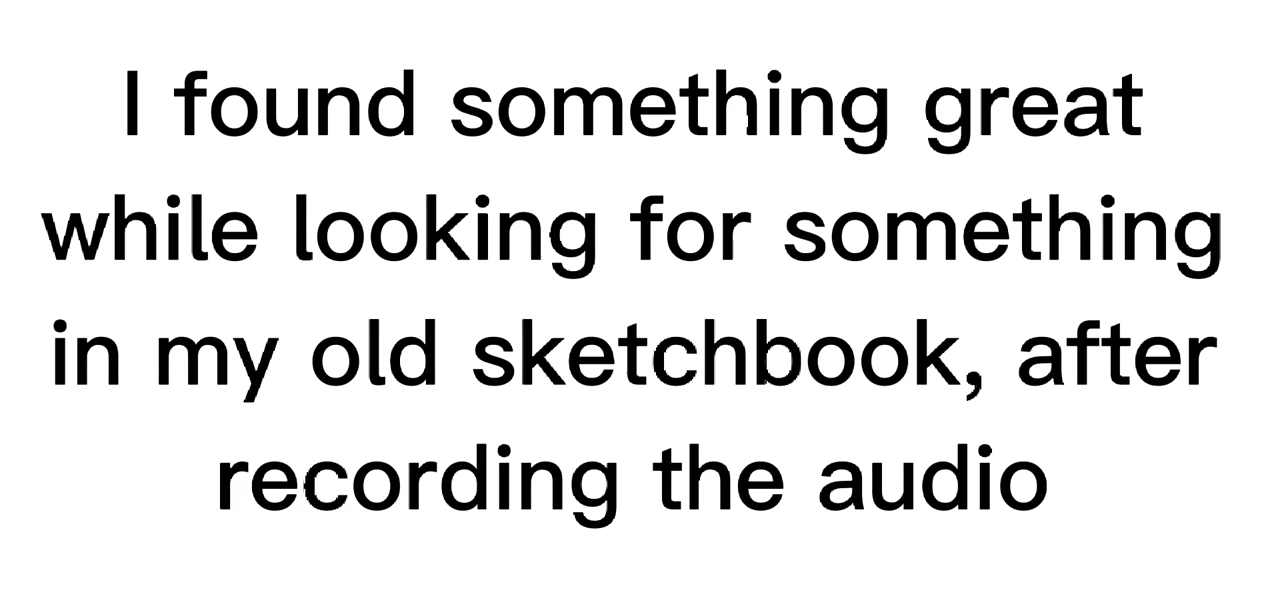 I found something great
while looking for something
in my old sketchbook, after
recording the audio